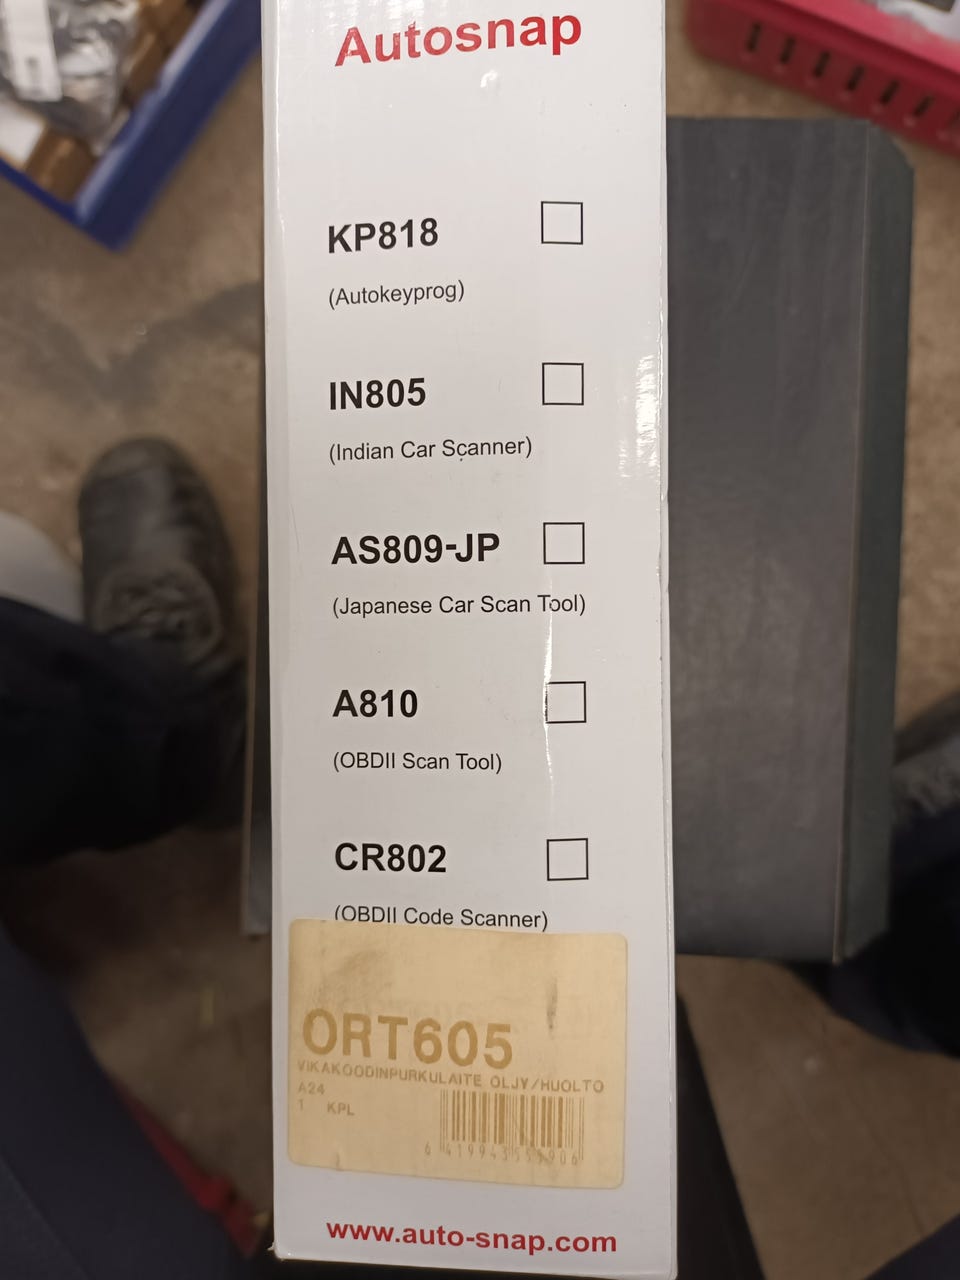 Autosnap
KP818
(Autokeyprog)
IN805
(Indian Car Scanner)
AS809-JP
(Japanese Car Scan Tool)
A810
(OBDII Scan Tool)
CR802
(OBDII Code Scanner)
ORT605
VIKAKOODINPURKULAITE ÖLJY/HUOLTO
A24
1 KPL
www.auto-snap.com